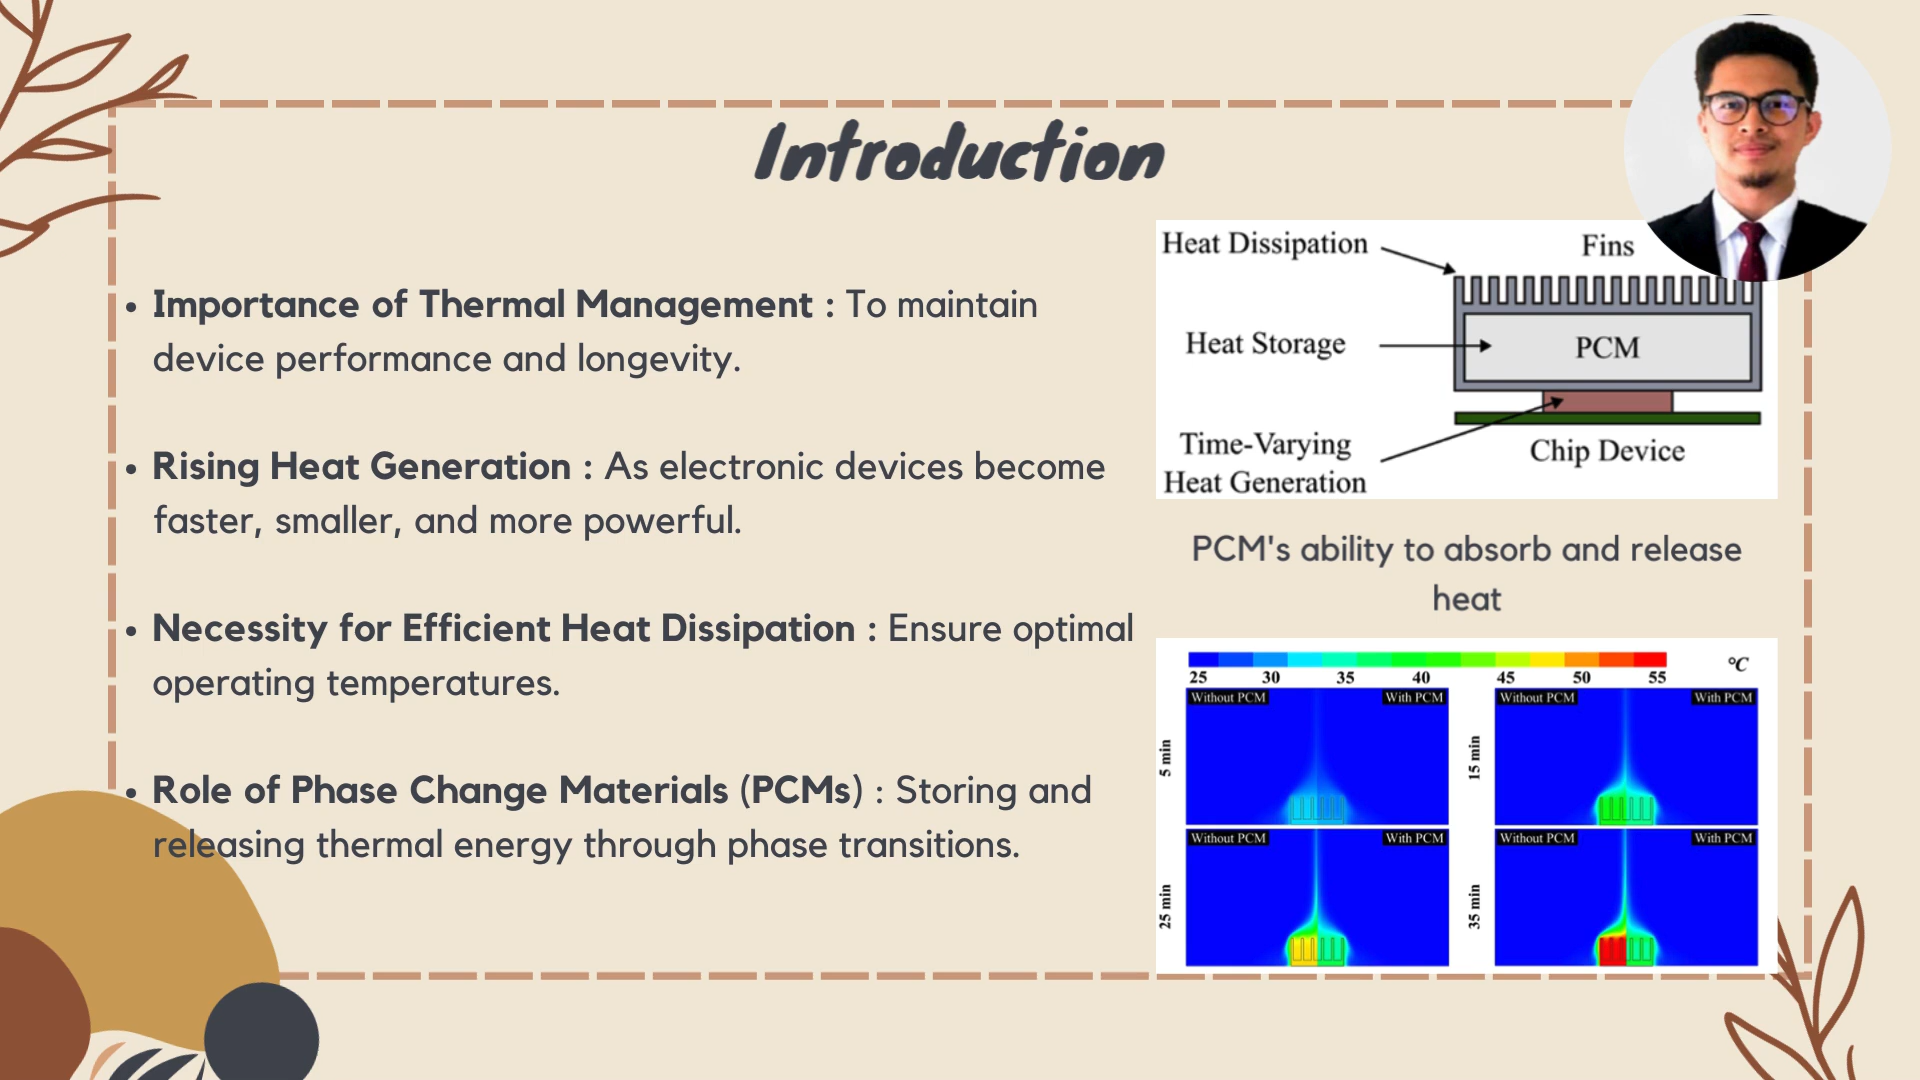 Introduction
• Importance of Thermal Management : To maintain
device performance and longevity.
• Rising Heat Generation : As electronic devices become
faster, smaller, and more powerful.
• Necessity for Efficient Heat Dissipation : Ensure optimal
operating temperatures.
• Role of Phase Change Materials (PCMs) : Storing and
releasing thermal energy through phase transitions.
Heat Dissipation
Fins
Heat Storage
PCM
Time-Varying
Heat Generation
Chip Device
PCM's ability to absorb and release
heat
25 30 35 40 45 50 55 °C
5 min
Without PCM With PCM
15 min
Without PCM With PCM
25 min
Without PCM With PCM
35 min
Without PCM With PCM